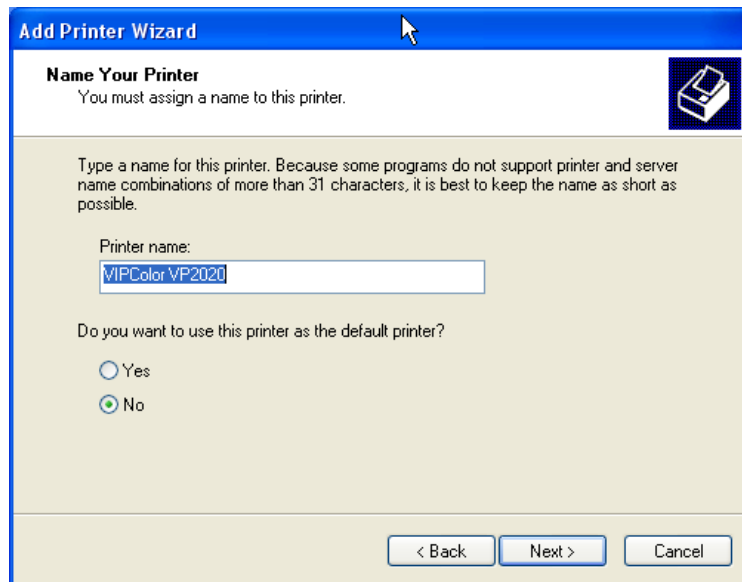 Add Printer Wizard
Name Your Printer
You must assign a name to this printer.
Type a name for this printer. Because some programs do not support printer and server
name combinations of more than 31 characters, it is best to keep the name as short as
possible.
Printer name:
VIPColor VP2020
Do you want to use this printer as the default printer?
Yes
No
< Back
Next >
Cancel